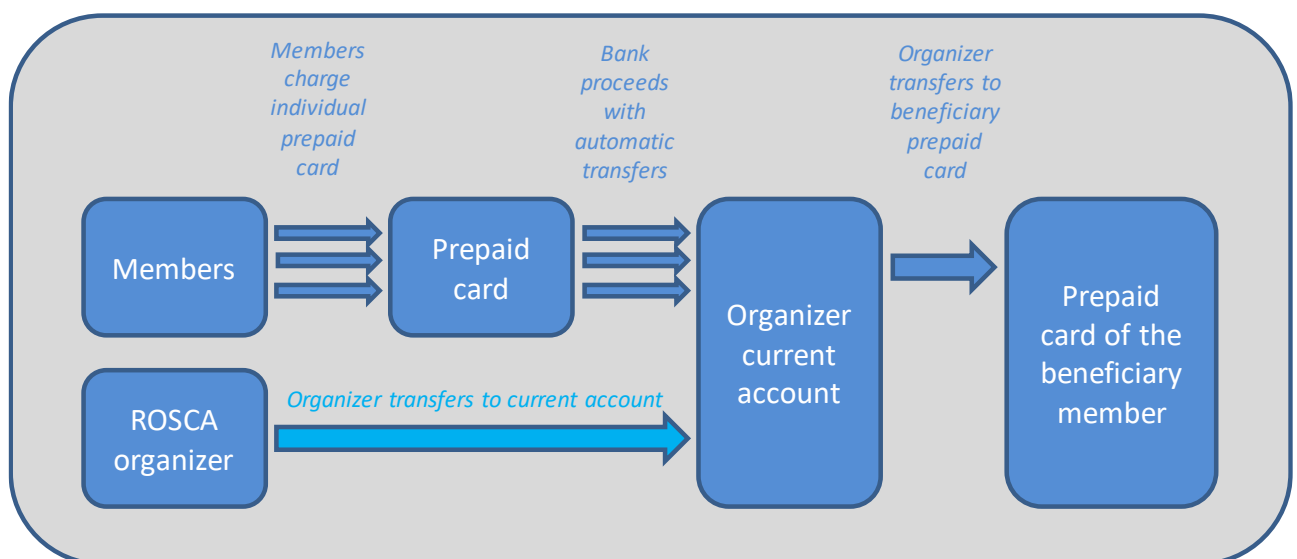 Members
charge
individual
prepaid
card
Bank
proceeds
with
automatic
transfers
Organizer
transfers to
beneficiary
prepaid
card
Members
Prepaid
card
Organizer
current
account
Prepaid
card of the
beneficiary
member
ROSCA
organizer
Organizer transfers to current account